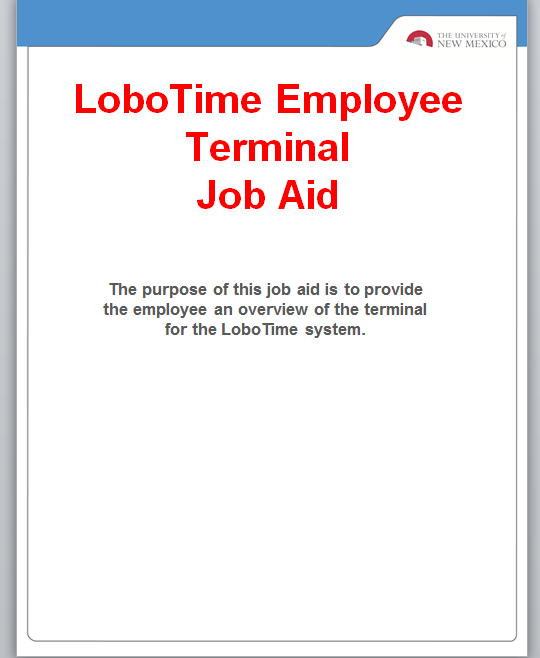 THE UNIVERSITY of
NEW MEXICO
LoboTime Employee
Terminal
Job Aid
The purpose of this job aid is to provide
the employee an overview of the terminal
for the LoboTime system.